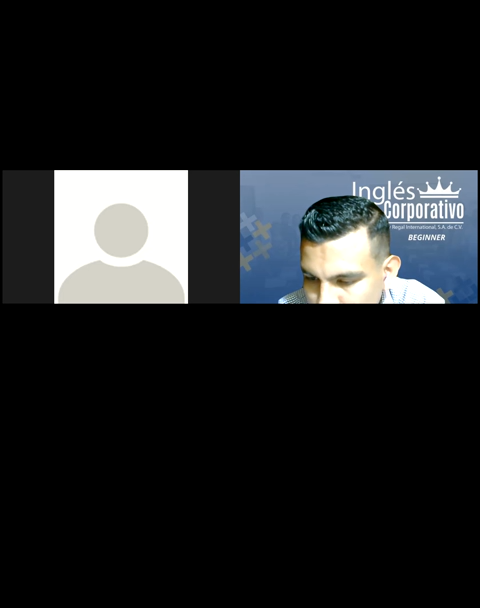 Inglés
Corporativo
Regal International, S.A. de C.V.
BEGINNER